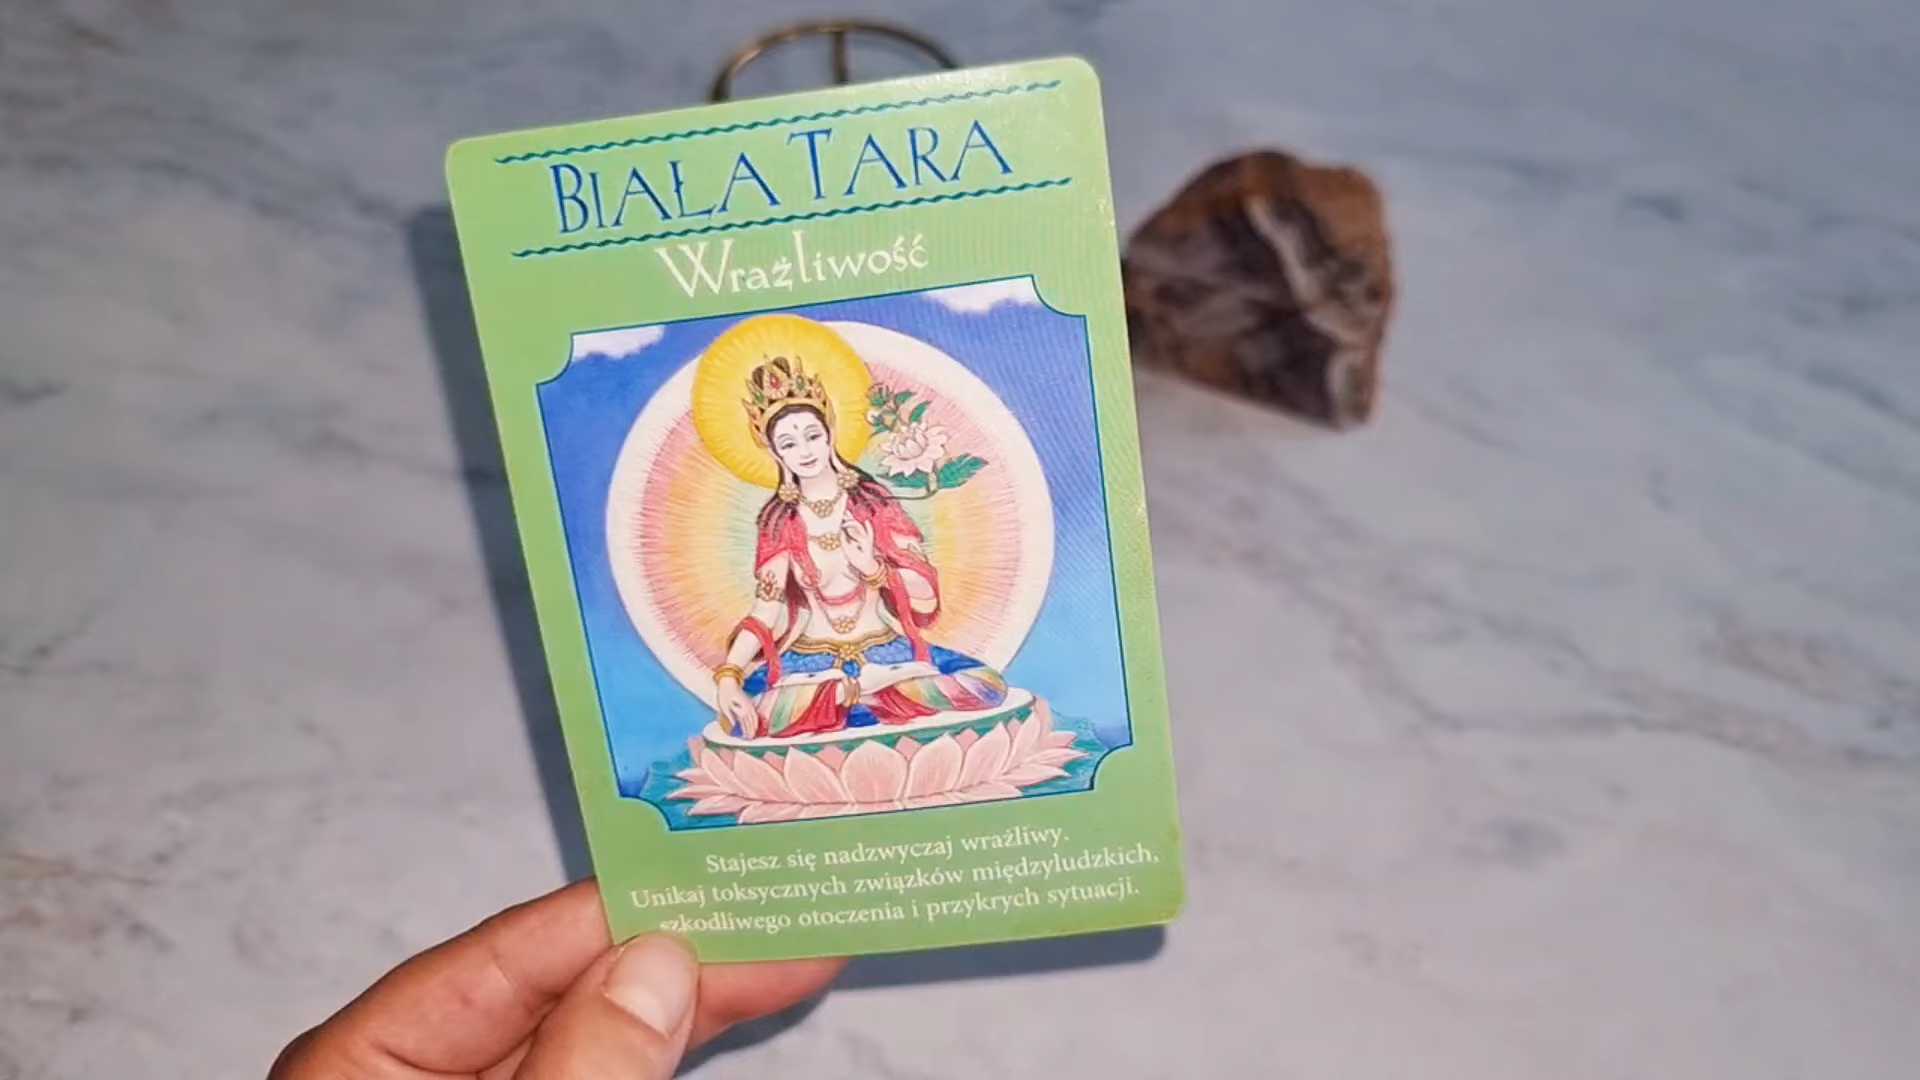 BIAŁA TARA
Wrażliwość
Stajesz się nadzwyczaj wrażliwy.
Unikaj toksycznych związków międzyludzkich,
szkodliwego otoczenia i przykrych sytuacji.